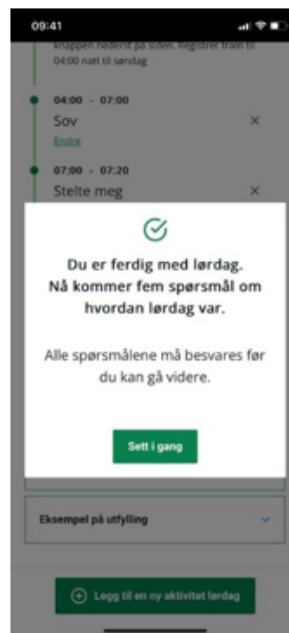 09:41
knappen nederst på siden. Registrer fram til
04:00 natt til søndag
04:00 - 07:00
Sov
Endre
07:00 - 07:20
Stelte meg
Du er ferdig med lørdag.
Nå kommer fem spørsmål om
hvordan lørdag var.
Alle spørsmålene må besvares før
du kan gå videre.
Sett i gang
Eksempel på utfylling
Legg til en ny aktivitet lørdag